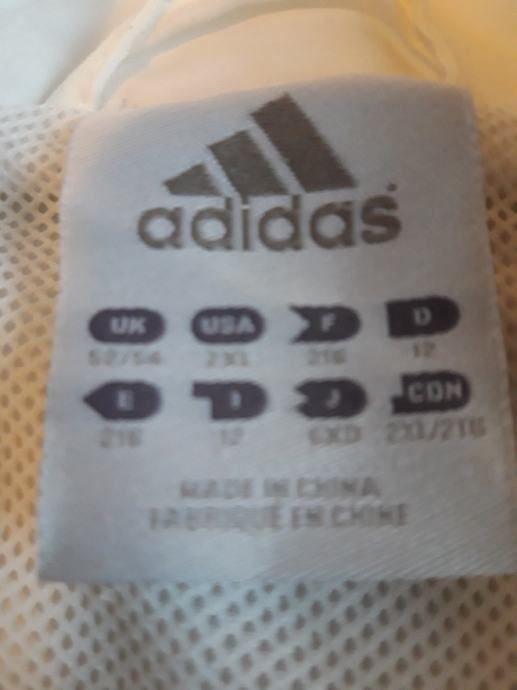 adidas
UK USA F D
52/54 2XL 216 12
E I J CDN
216 12 6XO 2XL/2TG
MADE IN CHINA
FABRIQUÉ EN CHINE